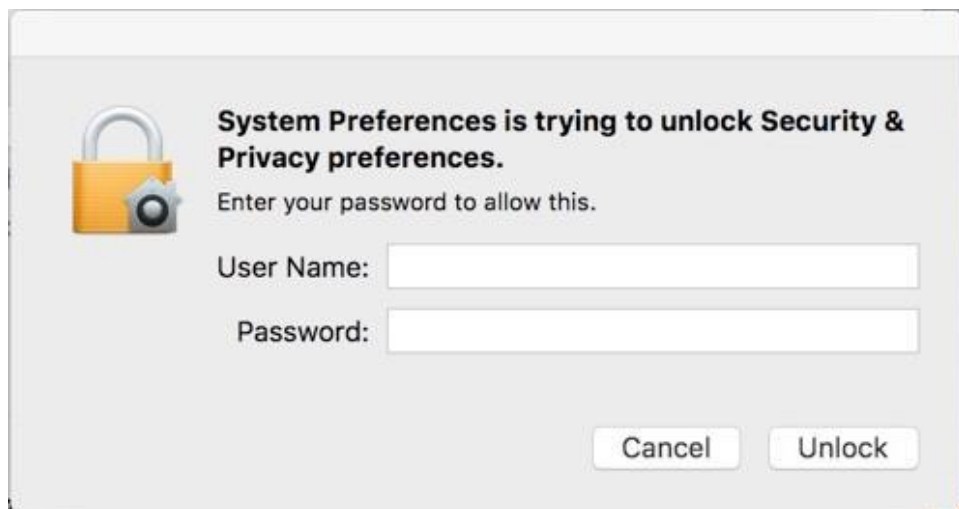 System Preferences is trying to unlock Security &
Privacy preferences.
Enter your password to allow this.
User Name:
Password:
Cancel
Unlock